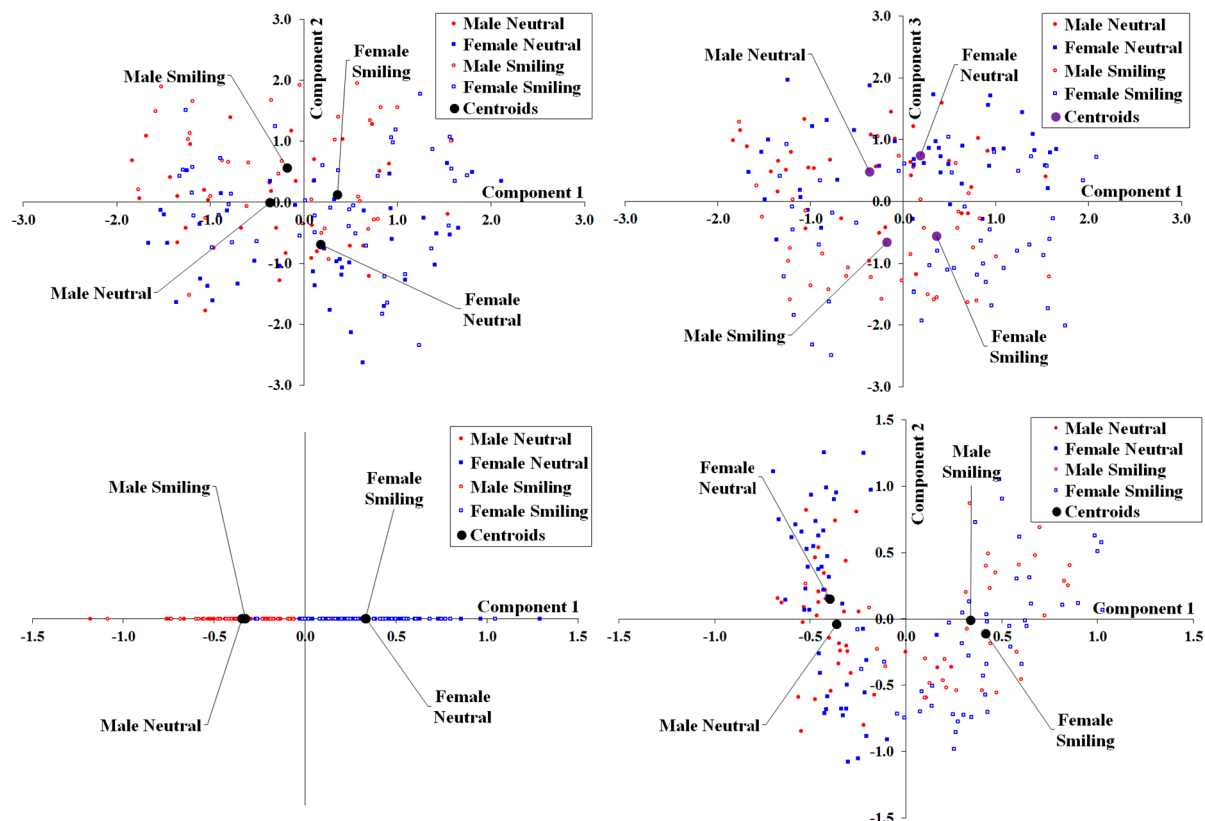 3.0
Component 2
Male Neutral
Female Neutral
Male Smiling
Female Smiling
Centroids
Female
Smiling
Male Smiling
2.0
1.0
Component 1
0.0
-3.0
-2.0
-1.0
0.0
1.0
2.0
3.0
-1.0
Male Neutral
Female
Neutral
-2.0
-3.0
3.0
Component 3
Male Neutral
Female Neutral
Male Smiling
Female Smiling
Centroids
Male Neutral
Female
Neutral
2.0
1.0
Component 1
0.0
-3.0
-2.0
-1.0
0.0
1.0
2.0
3.0
-1.0
Male Smiling
Female
Smiling
-2.0
-3.0
Male Neutral
Female Neutral
Male Smiling
Female Smiling
Centroids
Male Smiling
Female
Smiling
Component 1
-1.5
-1.0
-0.5
0.0
0.5
1.0
1.5
Male Neutral
Female
Neutral
1.5
Component 2
Male Neutral
Female Neutral
Male Smiling
Female Smiling
Centroids
Female
Neutral
Male
Smiling
1.0
0.5
Component 1
0.0
-1.5
-1.0
-0.5
0.0
0.5
1.0
1.5
-0.5
Male Neutral
Female
Smiling
-1.0
-1.5